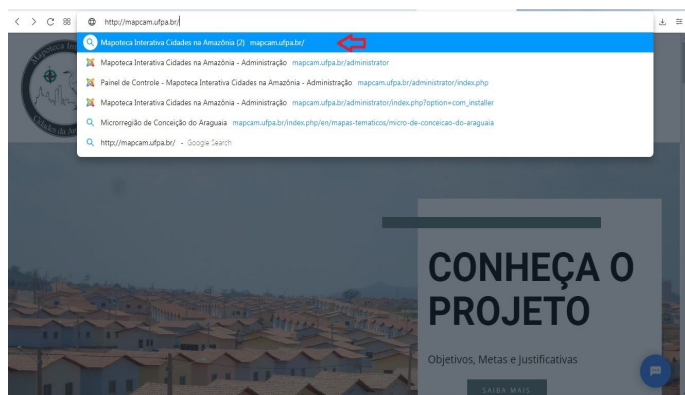 http://mapcam.ufpa.br/
Mapoteca Interativa Cidades na Amazônia (2) mapcam.ufpa.br/
Mapoteca Interativa Cidades na Amazônia - Administração mapcam.ufpa.br/administrator
Painel de Controle - Mapoteca Interativa Cidades na Amazônia - Administração mapcam.ufpa.br/administrator/index.php
Mapoteca Interativa Cidades na Amazônia - Administração mapcam.ufpa.br/administrator/index.php?option=com_installer
Microrregião de Conceição do Araguaia mapcam.ufpa.br/index.php/en/mapas-tematicos/micro-de-conceicao-do-araguaia
http://mapcam.ufpa.br/ - Google Search
Mapoteca
Cidades da
CONHEÇA O
PROJETO
Objetivos, Metas e Justificativas
SAIBA MAIS